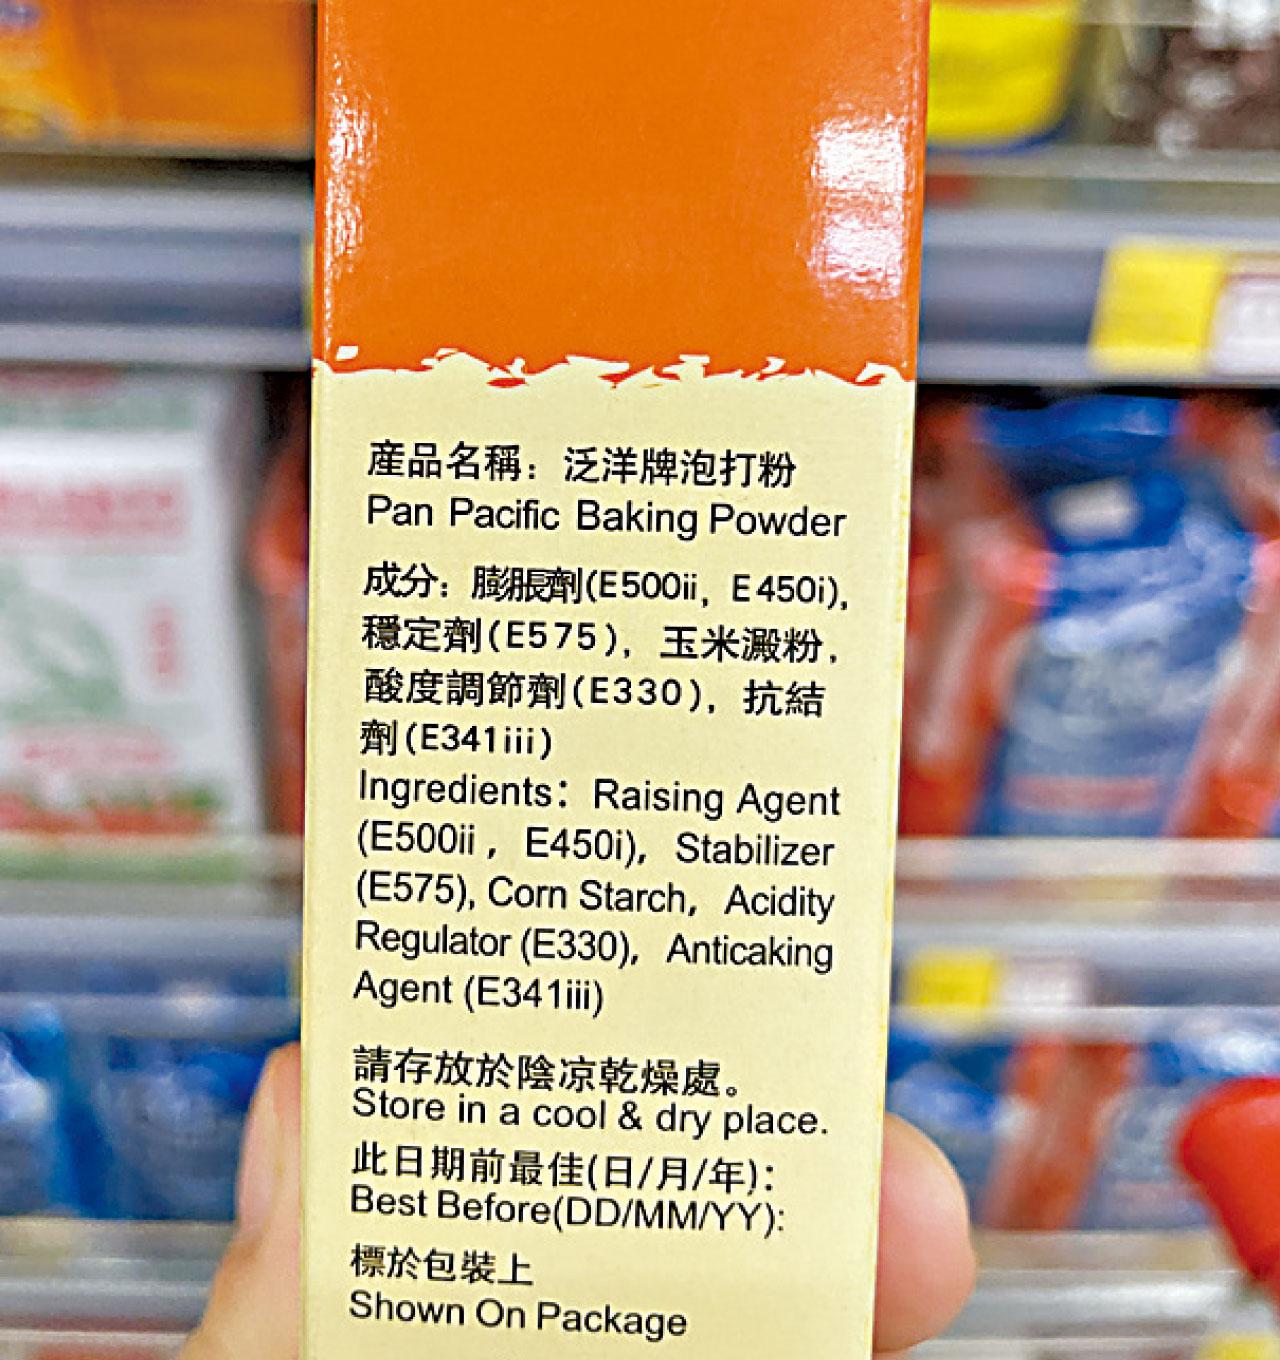 產品名稱：泛洋牌泡打粉
Pan Pacific Baking Powder
成分：膨脹劑(E500ii, E450i),
穩定劑(E575), 玉米澱粉,
酸度調節劑(E330), 抗結
劑(E341iii)
Ingredients: Raising Agent
(E500ii, E450i), Stabilizer
(E575), Corn Starch, Acidity
Regulator (E330), Anticaking
Agent (E341iii)
請存放於陰凉乾燥處。
Store in a cool & dry place.
此日期前最佳(日/月/年):
Best Before(DD/MM/YY):
標於包裝上
Shown On Package